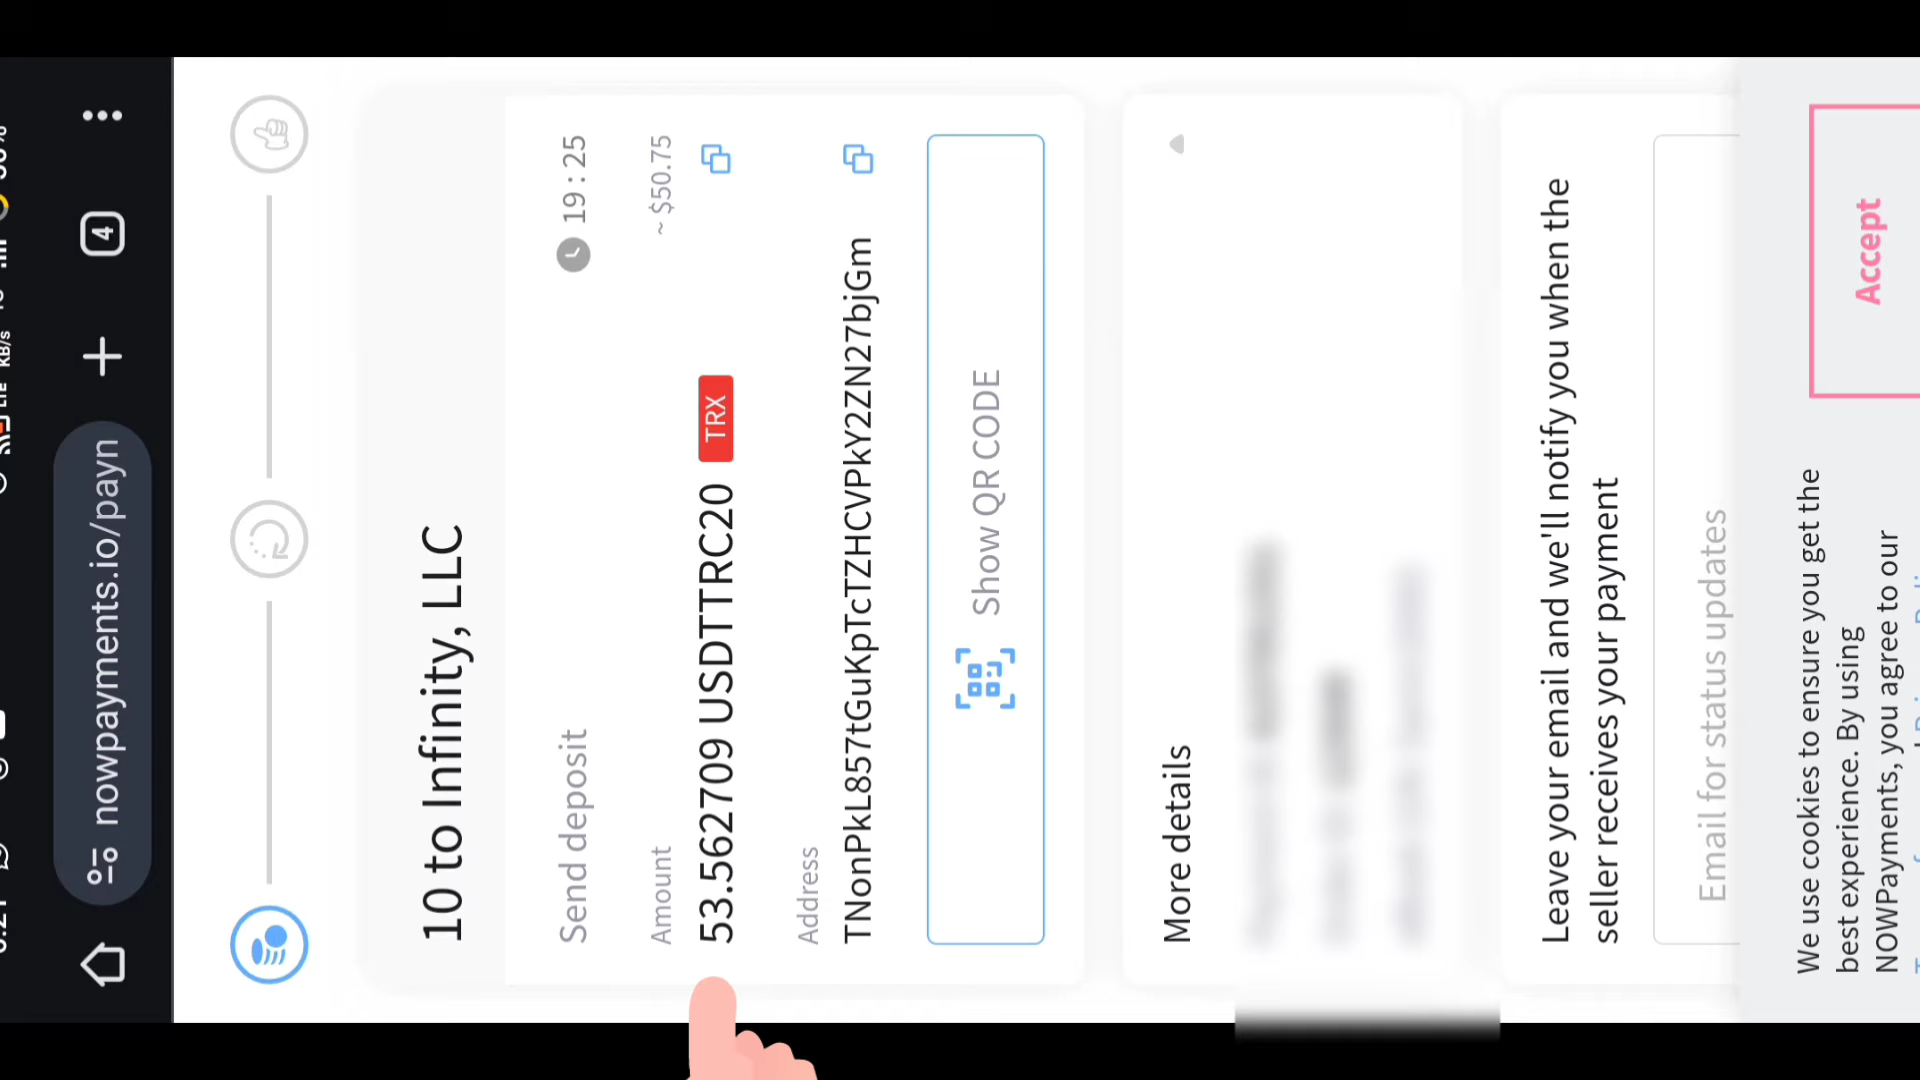 4
nowpayments.io/payn
10 to Infinity, LLC
Send deposit
19:25
Amount
~ $50.75
53.562709 USDTTRC20 TRX
Address
TNonPkL857tGuKpTcTZHCVPkY2ZN27bjGm
Show QR CODE
More details
Leave your email and we'll notify you when the
seller receives your payment
Email for status updates
We use cookies to ensure you get the
best experience. By using
NOWPayments, you agree to our
Accept